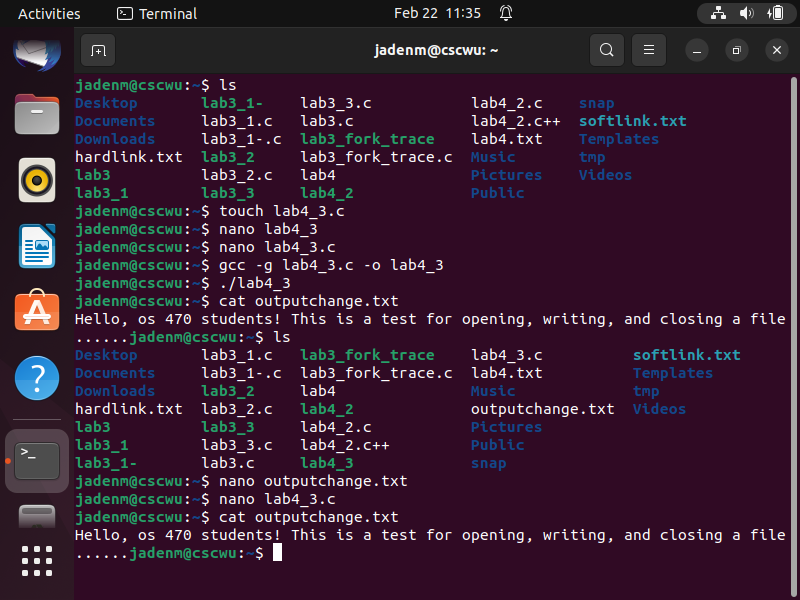 Activities Terminal Feb 22 11:35
jadenm@cscwu: ~
jadenm@cscwu:~$ ls
Desktop lab3_1- lab3_3.c lab4_2.c snap
Documents lab3_1.c lab3.c lab4_2.c++ softlink.txt
Downloads lab3_1-.c lab3_fork_trace lab4.txt Templates
hardlink.txt lab3_2 lab3_fork_trace.c Music tmp
lab3 lab3_2.c lab4 Pictures Videos
lab3_1 lab3_3 lab4_2 Public
jadenm@cscwu:~$ touch lab4_3.c
jadenm@cscwu:~$ nano lab4_3
jadenm@cscwu:~$ nano lab4_3.c
jadenm@cscwu:~$ gcc -g lab4_3.c -o lab4_3
jadenm@cscwu:~$ ./lab4_3
jadenm@cscwu:~$ cat outputchange.txt
Hello, os 470 students! This is a test for opening, writing, and closing a file
......jadenm@cscwu:~$ ls
Desktop lab3_1.c lab3_fork_trace lab4_3.c softlink.txt
Documents lab3_1-.c lab3_fork_trace.c lab4.txt Templates
Downloads lab3_2 lab4 Music tmp
hardlink.txt lab3_2.c lab4_2 outputchange.txt Videos
lab3 lab3_3 lab4_2.c Pictures
lab3_1 lab3_3.c lab4_2.c++ Public
lab3_1- lab3.c lab4_3 snap
jadenm@cscwu:~$ nano outputchange.txt
jadenm@cscwu:~$ nano lab4_3.c
jadenm@cscwu:~$ cat outputchange.txt
Hello, os 470 students! This is a test for opening, writing, and closing a file
......jadenm@cscwu:~$